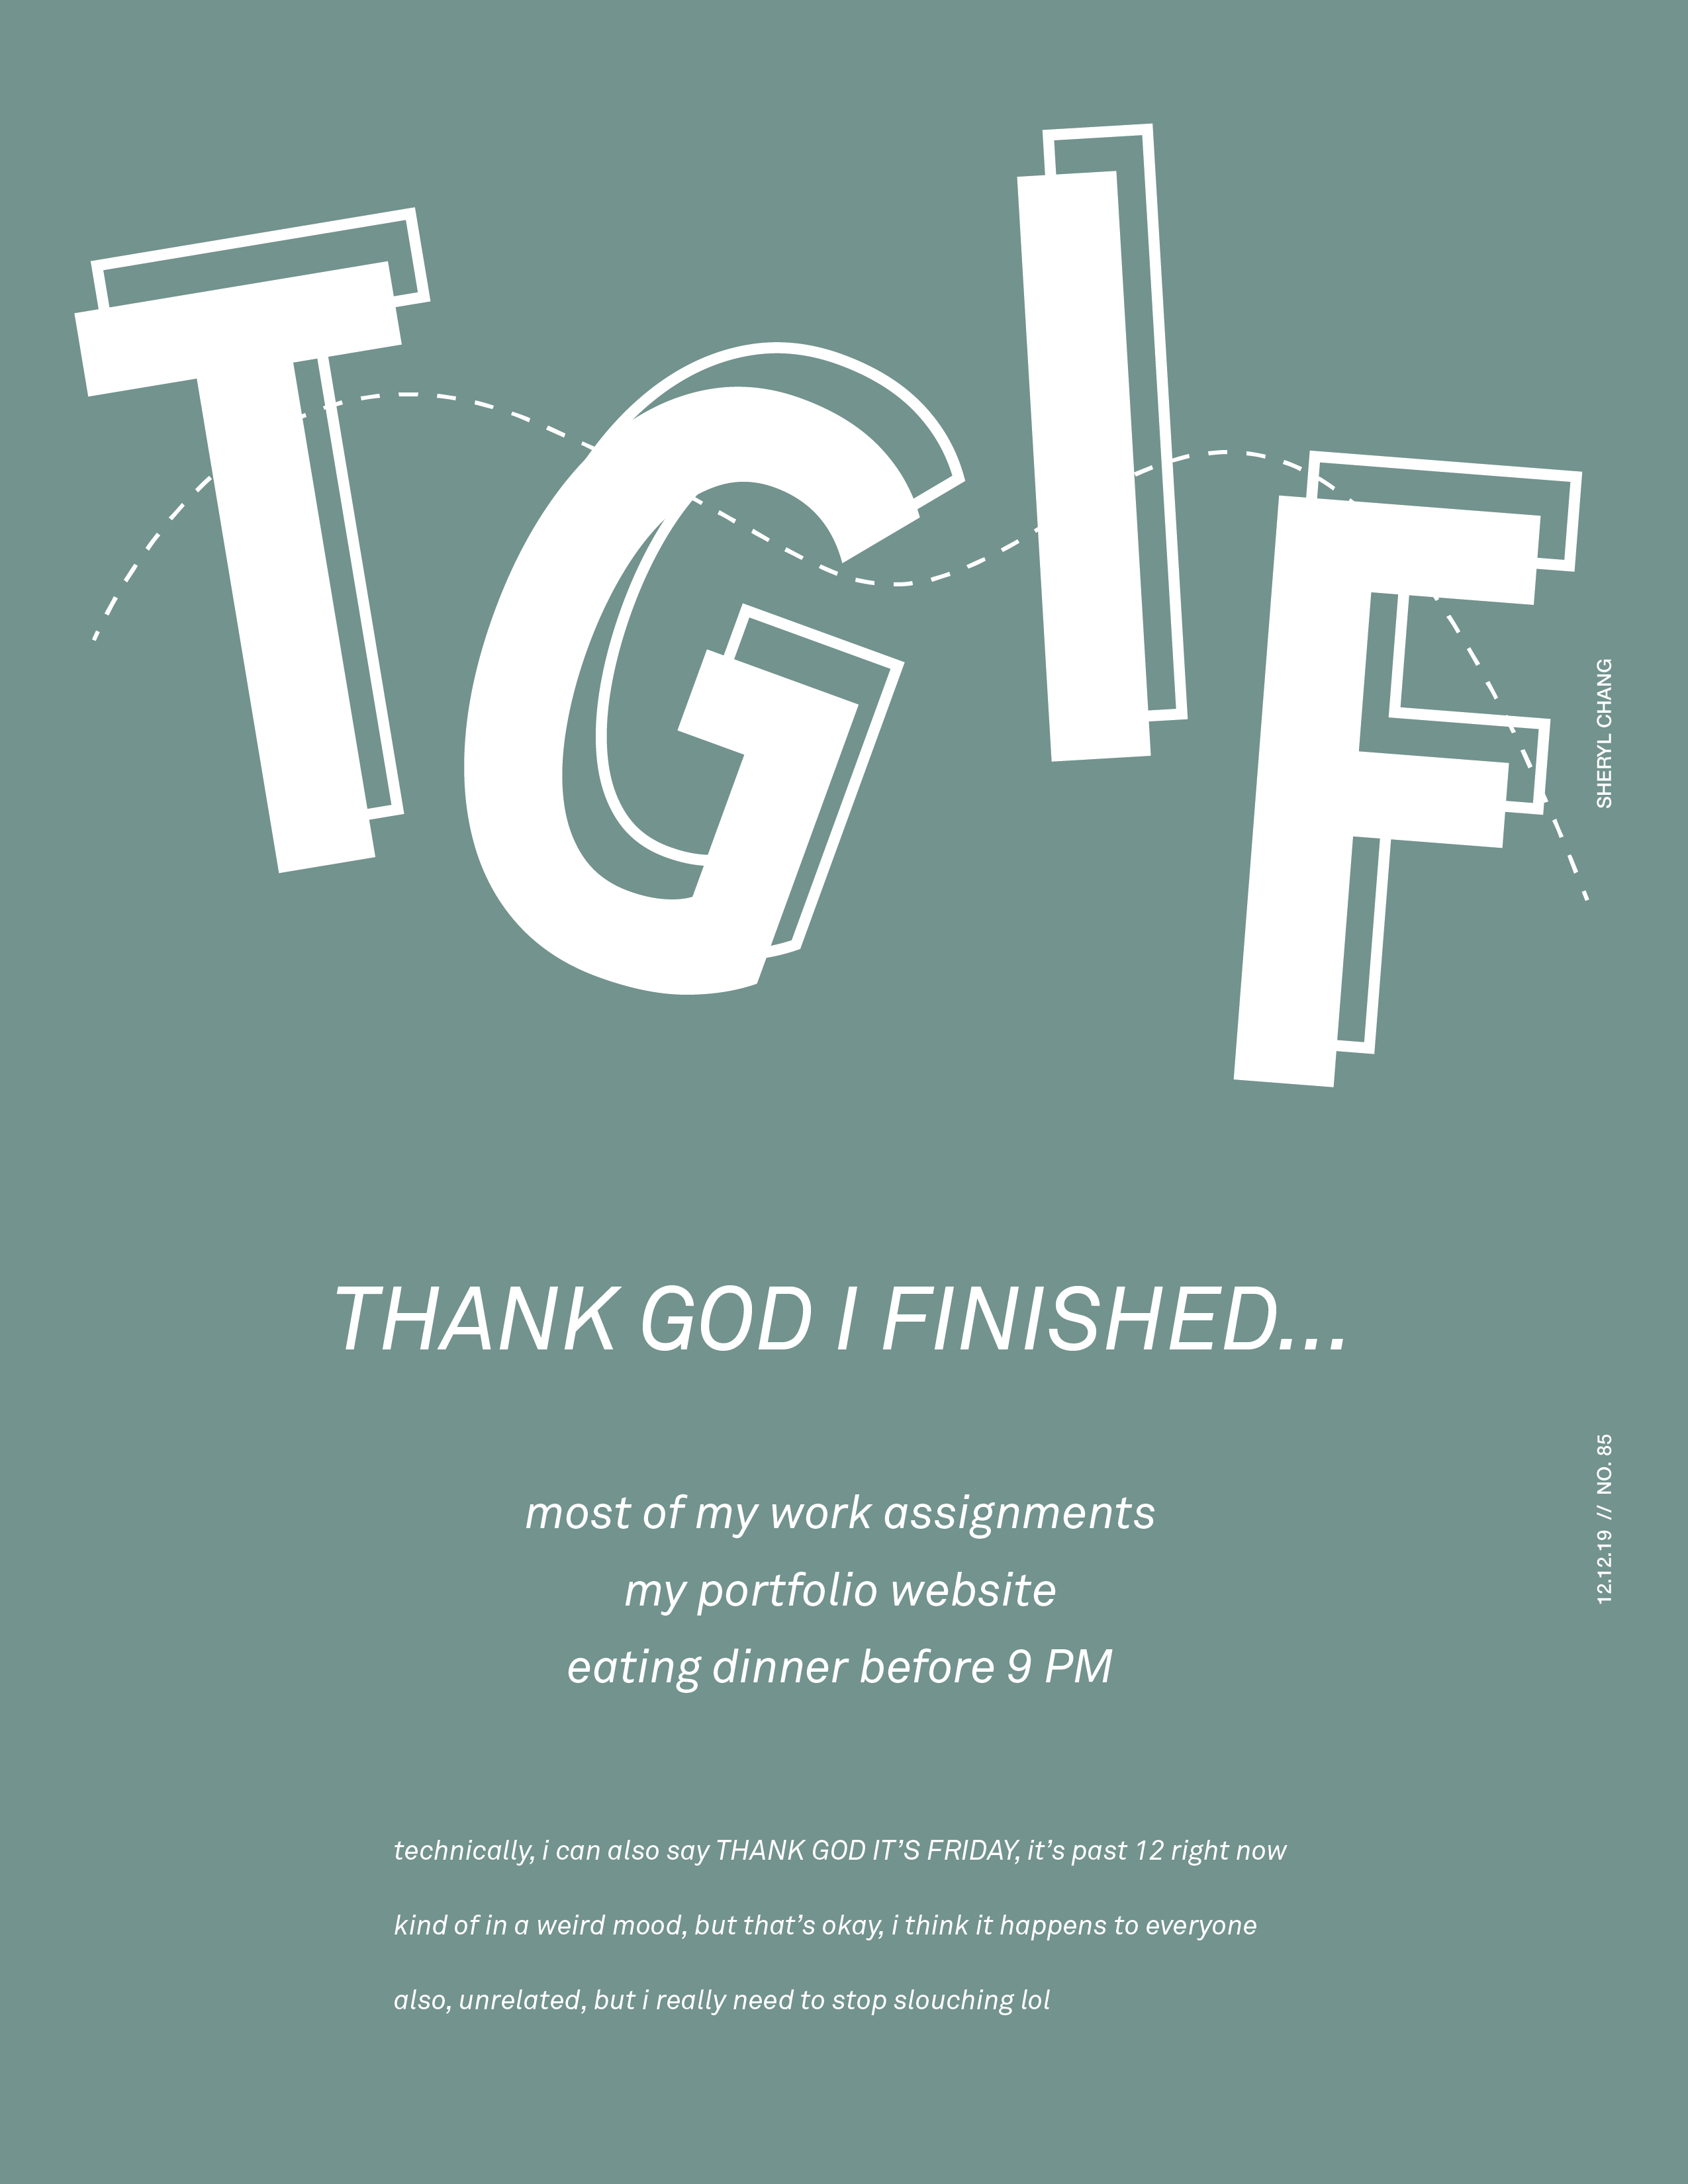 TGIF
SHERYL CHANG
THANK GOD I FINISHED...
12.12.19 // NO. 85
most of my work assignments
my portfolio website
eating dinner before 9 PM
technically, i can also say THANK GOD IT’S FRIDAY, it’s past 12 right now
kind of in a weird mood, but that’s okay, i think it happens to everyone
also, unrelated, but i really need to stop slouching lol